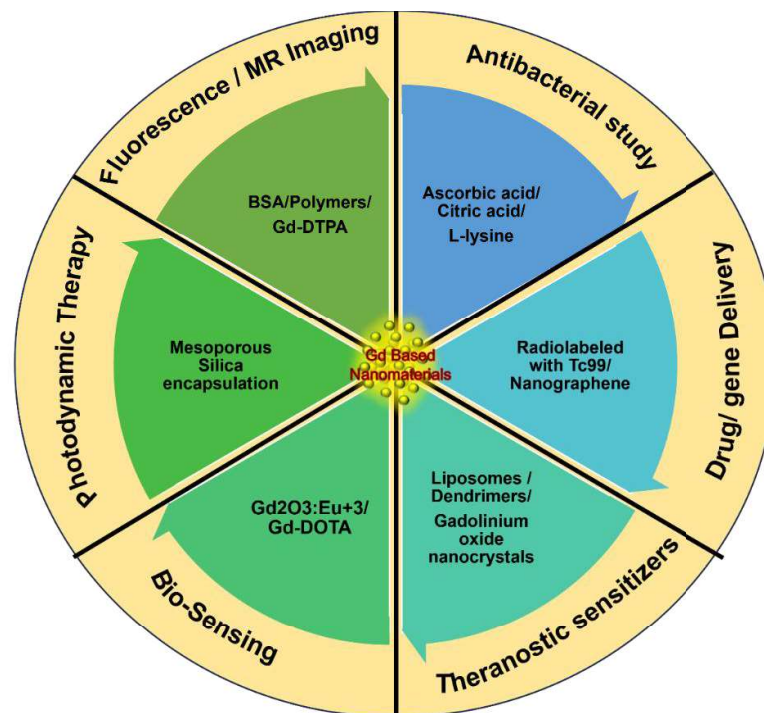 Fluorescence / MR Imaging
Antibacterial study
BSA/Polymers/
Gd-DTPA
Ascorbic acid/
Citric acid/
L-lysine
Photodynamic Therapy
Mesoporous
Silica
encapsulation
Gd Based
Nanomaterials
Radiolabeled
with Tc99/
Nanographene
Drug/ gene Delivery
Gd2O3:Eu+3/
Gd-DOTA
Liposomes /
Dendrimers/
Gadolinium
oxide
nanocrystals
Bio-Sensing
Theranostic sensitizers